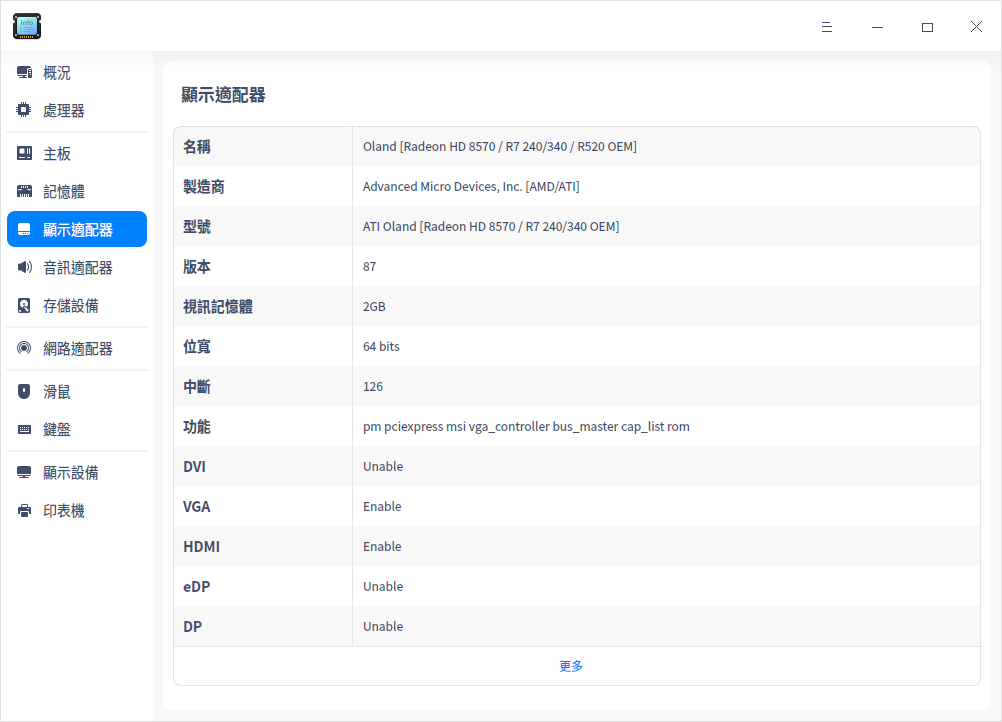 info
概況
處理器
主板
記憶體
顯示適配器
音訊適配器
存儲設備
網路適配器
滑鼠
鍵盤
顯示設備
印表機
顯示適配器
名稱 Oland [Radeon HD 8570 / R7 240/340 / R520 OEM]
製造商 Advanced Micro Devices, Inc. [AMD/ATI]
型號 ATI Oland [Radeon HD 8570 / R7 240/340 OEM]
版本 87
視訊記憶體 2GB
位寬 64 bits
中斷 126
功能 pm pciexpress msi vga_controller bus_master cap_list rom
DVI Unable
VGA Enable
HDMI Enable
eDP Unable
DP Unable
更多